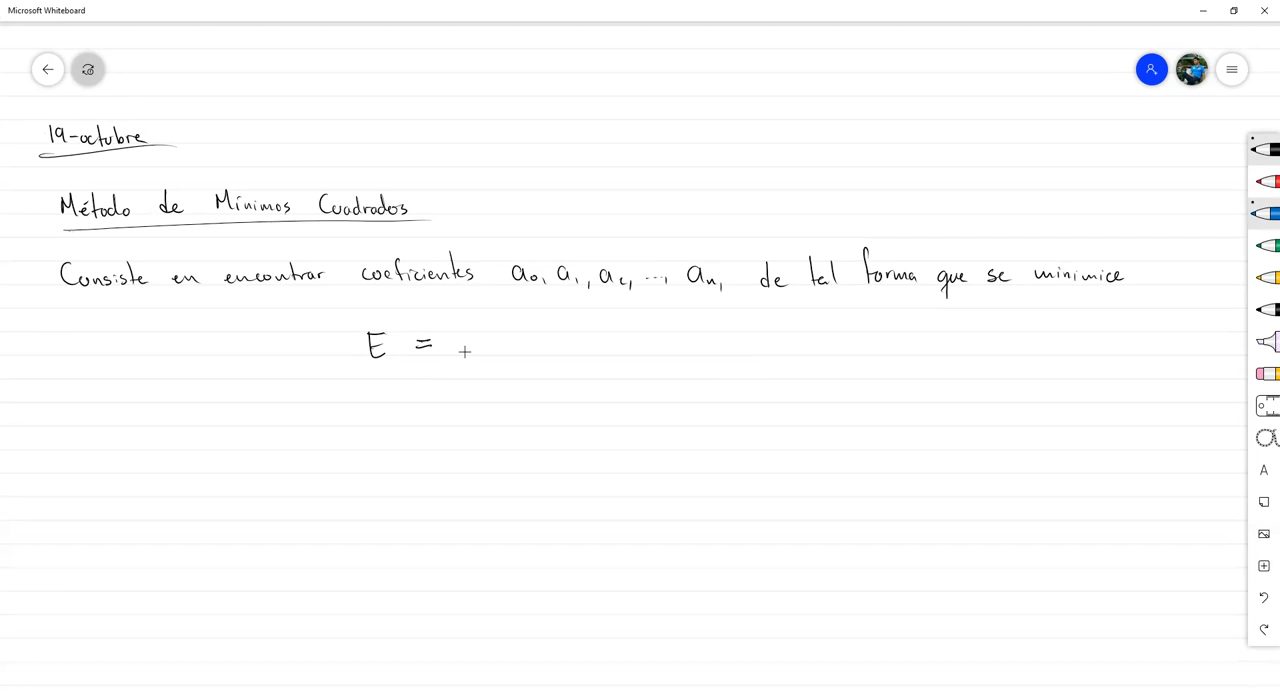 Microsoft Whiteboard
19-octubre
Método de Mínimos Cuadrados
Consiste en encontrar coeficientes a₀, a₁, a₂, ..., aₙ, de tal forma que se minimice
E =
A